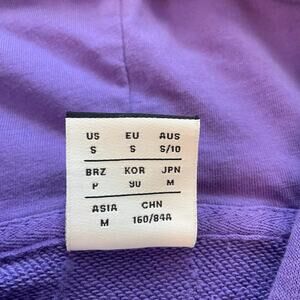 US EU AUS
S S S/10
BRZ KOR JPN
P 90 M
ASIA CHN
M 160/84A